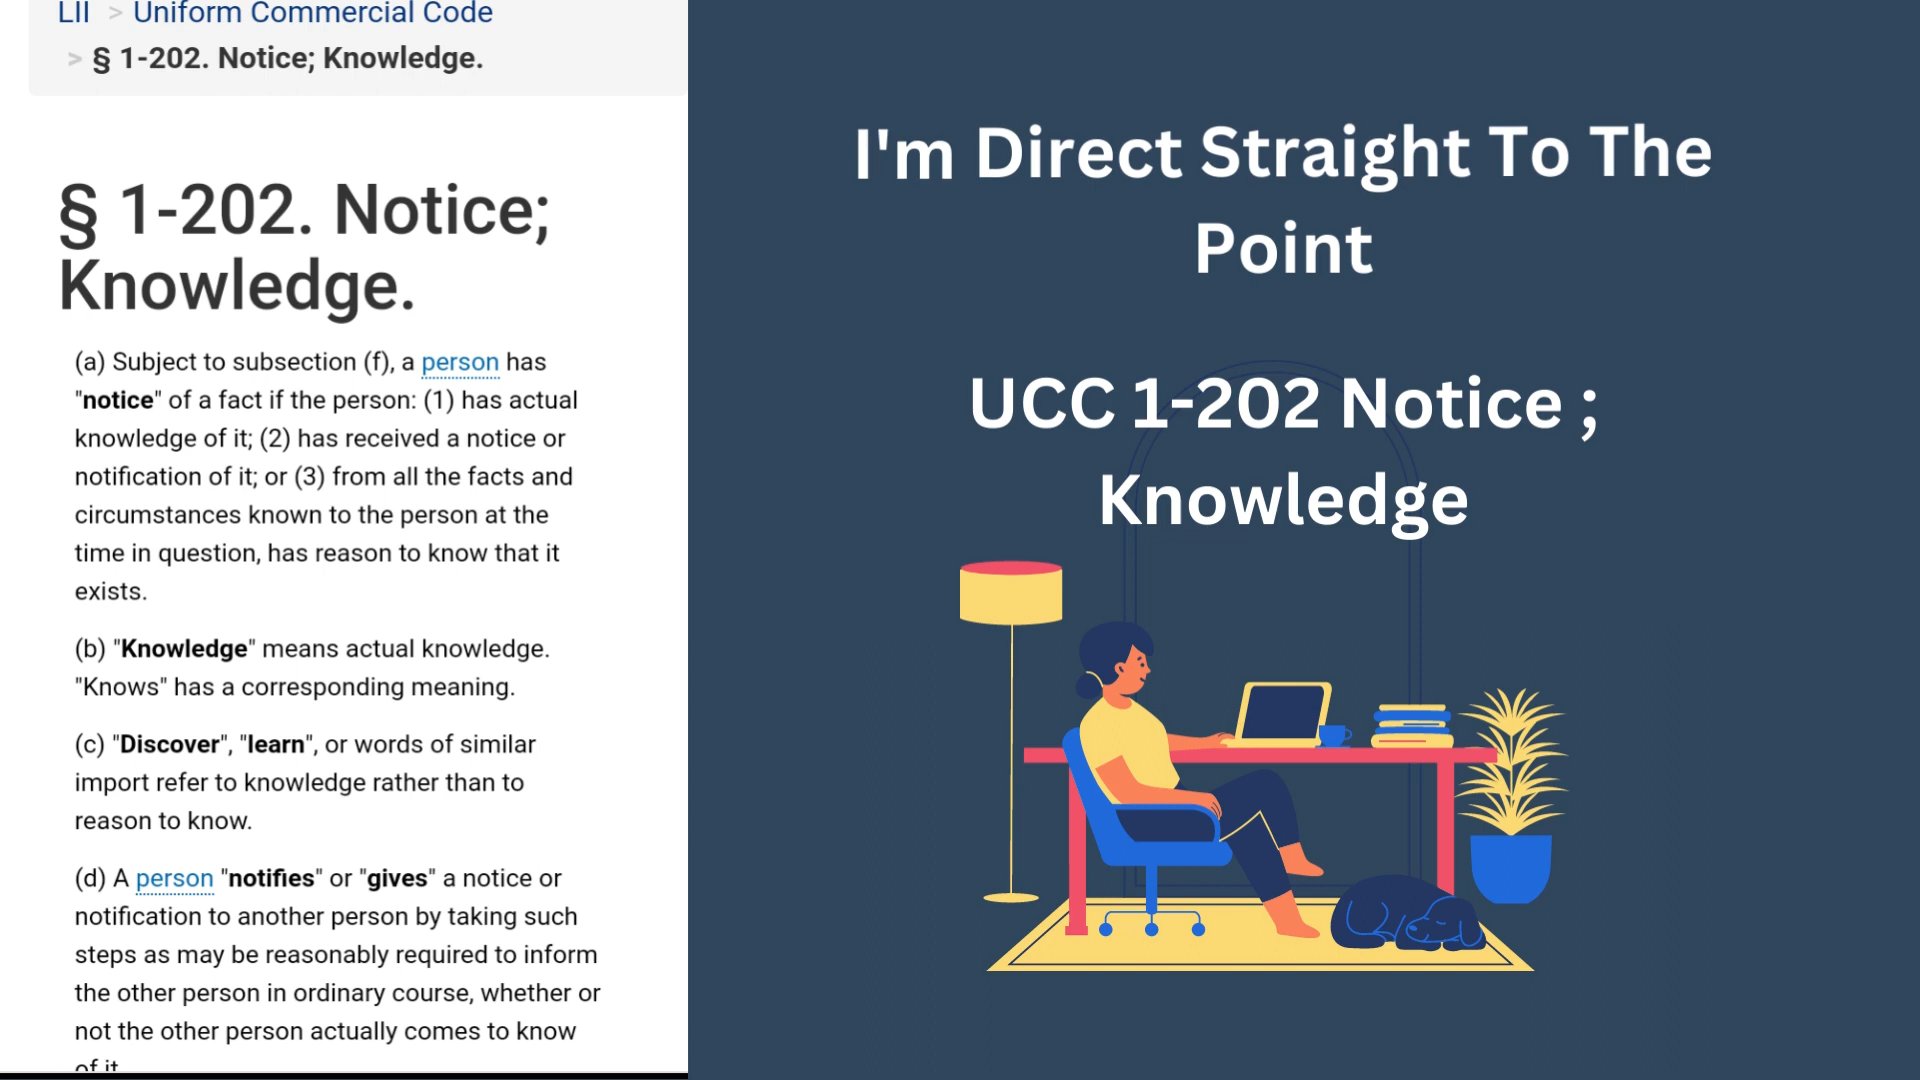 LII > Uniform Commercial Code
> § 1-202. Notice; Knowledge.
§ 1-202. Notice;
Knowledge.
(a) Subject to subsection (f), a person has
"notice" of a fact if the person: (1) has actual
knowledge of it; (2) has received a notice or
notification of it; or (3) from all the facts and
circumstances known to the person at the
time in question, has reason to know that it
exists.
(b) "Knowledge" means actual knowledge.
"Knows" has a corresponding meaning.
(c) "Discover", "learn", or words of similar
import refer to knowledge rather than to
reason to know.
(d) A person "notifies" or "gives" a notice or
notification to another person by taking such
steps as may be reasonably required to inform
the other person in ordinary course, whether or
not the other person actually comes to know
of it
I'm Direct Straight To The
Point
UCC 1-202 Notice ;
Knowledge